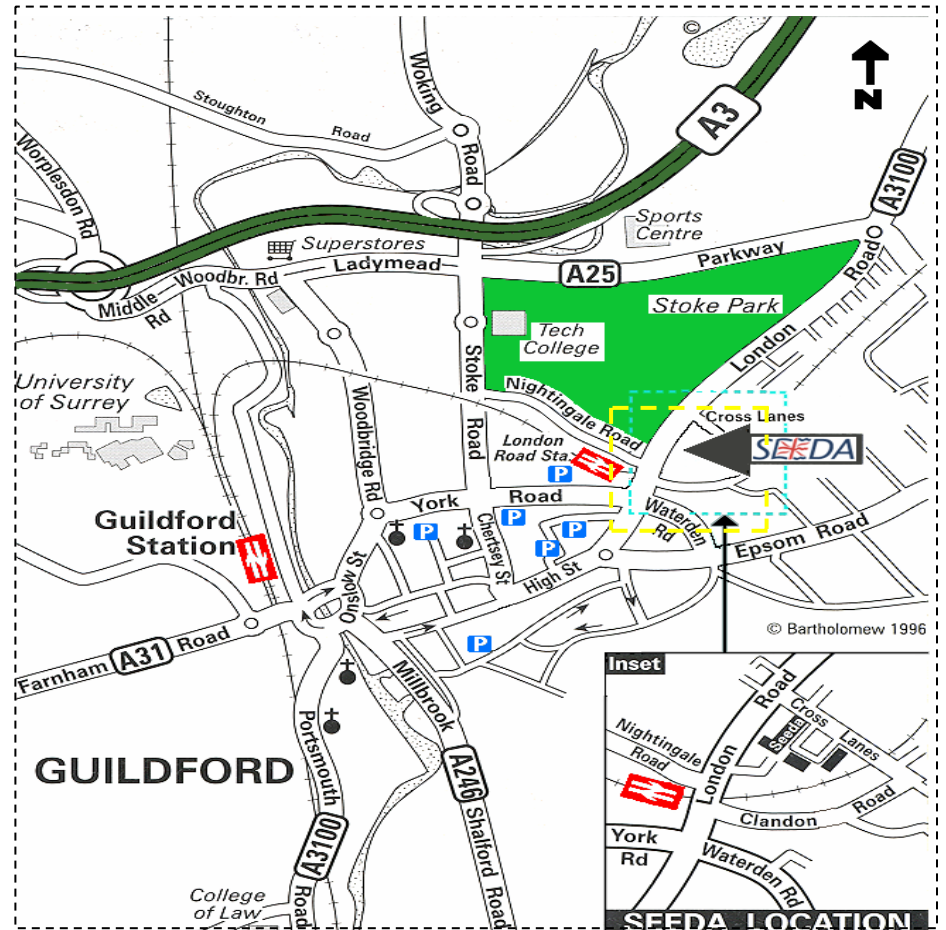 ©
N
Woking
Road
Stoughton
Road
A3
A3100
Worplesdon Rd
Sports
Centre
Superstores
Parkway
Road
Ladymead
A25
Woodbr. Rd
Middle
Rd
Stoke Park
Tech
College
London
University
of Surrey
Stoke
Road
Nightingale Road
Woodbridge Rd
Cross Lanes
London
Road Sta
SEEDA
P
York
Road
Waterden
Rd
Guildford
Station
P
P
P
P
Chertsey St
Epsom Road
High St
Onslow St
© Bartholomew 1996
P
Farnham
A31
Road
Millbrook
Inset
Portsmouth
Road
Cross
Lanes
Seeda
Nightingale
Road
London
GUILDFORD
A246
Clandon
Road
Shalford Road
A3100
York
Rd
Waterden Rd
Road
College
of Law
SEEDA LOCATION